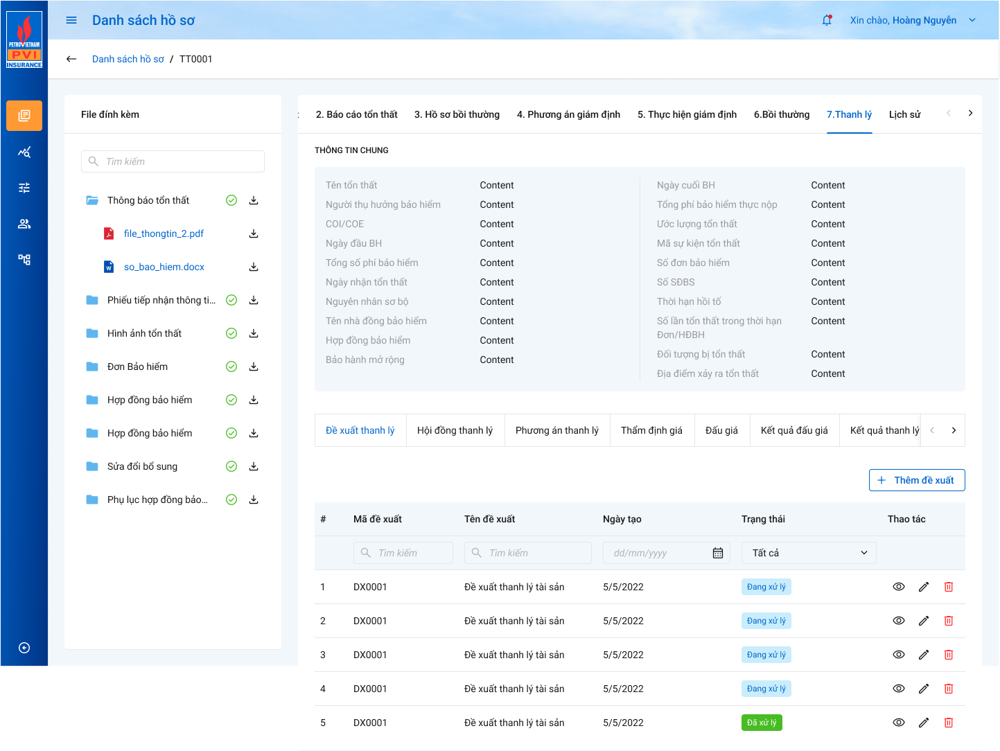 PETROVIETNAM
PVI
INSURANCE
Danh sách hồ sơ
Xin chào, Hoàng Nguyễn
Danh sách hồ sơ / TT0001
File đính kèm
Tìm kiếm
Thông báo tổn thất
file_thongtin_2.pdf
so_bao_hiem.docx
Phiếu tiếp nhận thông ti...
Hình ảnh tổn thất
Đơn Bảo hiểm
Hợp đồng bảo hiểm
Hợp đồng bảo hiểm
Sửa đổi bổ sung
Phụ lục hợp đồng bảo...
2. Báo cáo tổn thất 3. Hồ sơ bồi thường 4. Phương án giám định 5. Thực hiện giám định 6.Bồi thường 7.Thanh lý Lịch sử
THÔNG TIN CHUNG
Tên tổn thất Content
Người thụ hưởng bảo hiểm Content
COI/COE Content
Ngày đầu BH Content
Tổng số phí bảo hiểm Content
Ngày nhận tổn thất Content
Nguyên nhân sơ bộ Content
Tên nhà đồng bảo hiểm Content
Hợp đồng bảo hiểm Content
Bảo hành mở rộng Content
Ngày cuối BH Content
Tổng phí bảo hiểm thực nộp Content
Ước lượng tổn thất Content
Mã sự kiện tổn thất Content
Số đơn bảo hiểm Content
Số SĐBS Content
Thời hạn hồi tố Content
Số lần tổn thất trong thời hạn Content
Đơn/HĐBH
Đối tượng bị tổn thất Content
Địa điểm xảy ra tổn thất Content
Đề xuất thanh lý Hội đồng thanh lý Phương án thanh lý Thẩm định giá Đấu giá Kết quả đấu giá Kết quả thanh lý
Thêm đề xuất
# Mã đề xuất Tên đề xuất Ngày tạo Trạng thái Thao tác
Tìm kiếm Tìm kiếm dd/mm/yyyy Tất cả
1 DX0001 Đề xuất thanh lý tài sản 5/5/2022 Đang xử lý
2 DX0001 Đề xuất thanh lý tài sản 5/5/2022 Đang xử lý
3 DX0001 Đề xuất thanh lý tài sản 5/5/2022 Đang xử lý
4 DX0001 Đề xuất thanh lý tài sản 5/5/2022 Đang xử lý
5 DX0001 Đề xuất thanh lý tài sản 5/5/2022 Đã xử lý